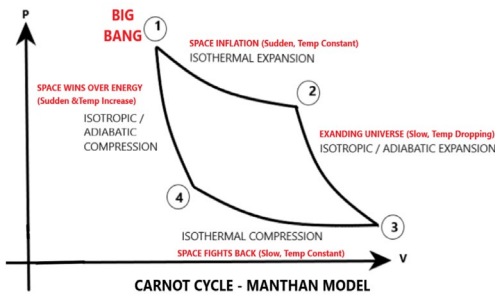 P
BIG
BANG
1
SPACE INFLATION (Sudden, Temp Constant)
ISOTHERMAL EXPANSION
SPACE WINS OVER ENERGY
(Sudden &Temp Increase)
ISOTROPIC /
ADIABATIC
COMPRESSION
2
EXANDING UNIVERSE (Slow, Temp Dropping)
ISOTROPIC / ADIABATIC EXPANSION
4
3
ISOTHERMAL COMPRESSION
SPACE FIGHTS BACK (Slow, Temp Constant)
V
CARNOT CYCLE - MANTHAN MODEL